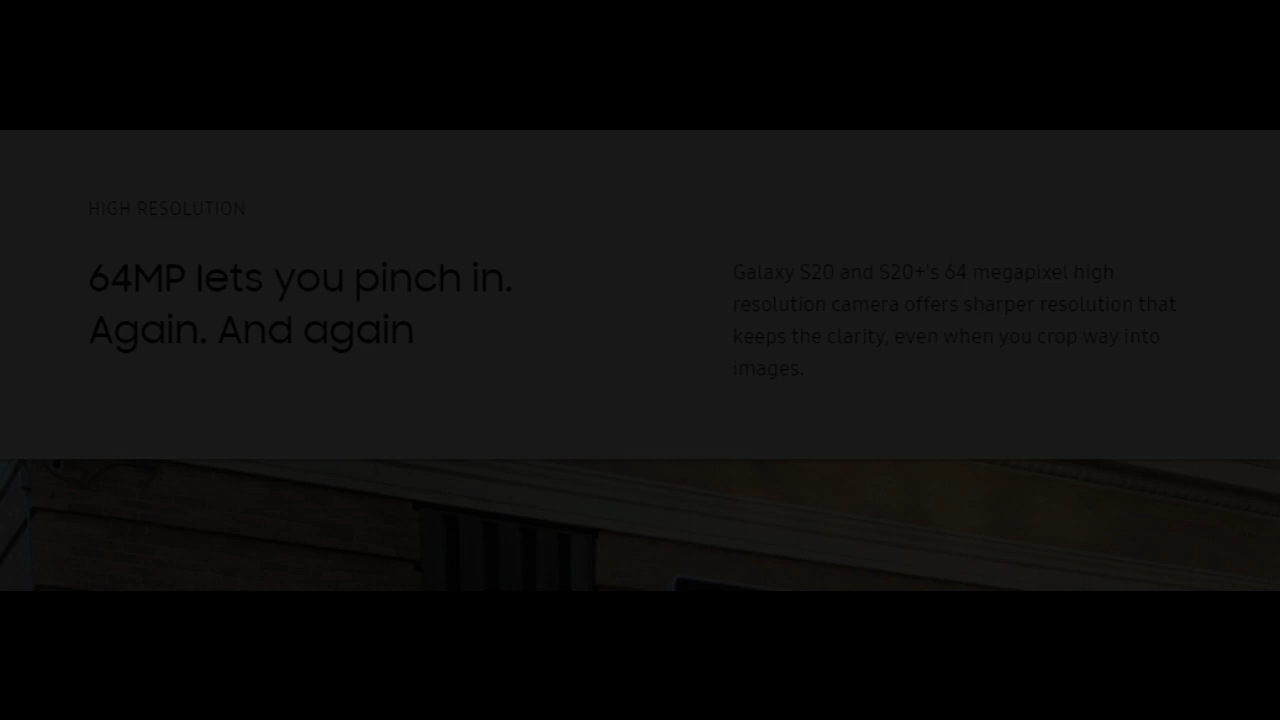 HIGH RESOLUTION
64MP lets you pinch in.
Again. And again
Galaxy S20 and S20+'s 64 megapixel high
resolution camera offers sharper resolution that
keeps the clarity, even when you crop way into
images.